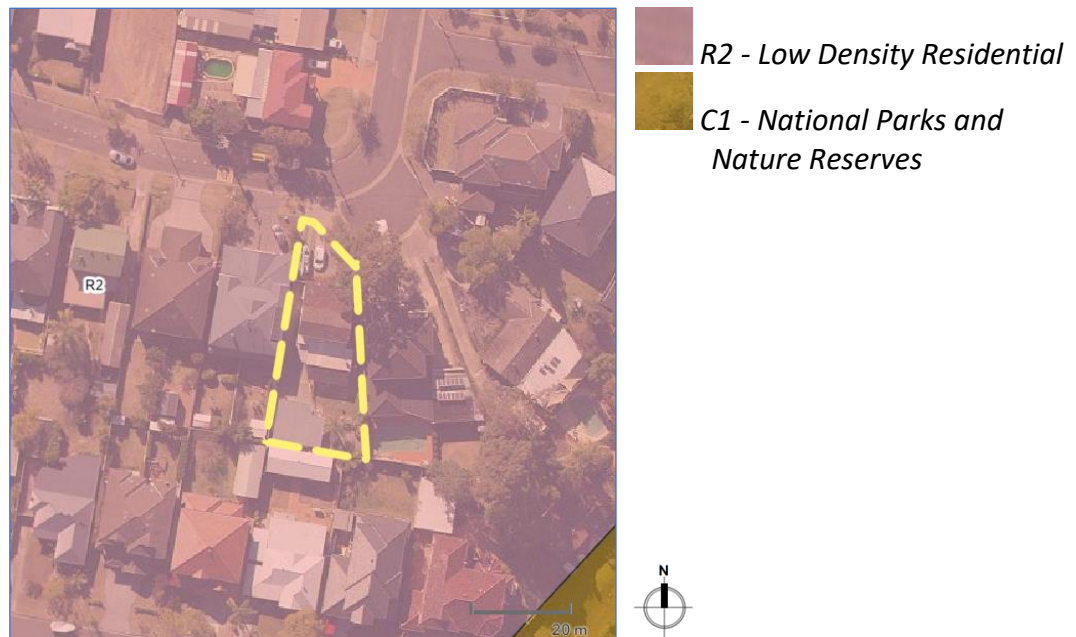 R2 - Low Density Residential
C1 - National Parks and
Nature Reserves
R2
N
20 m